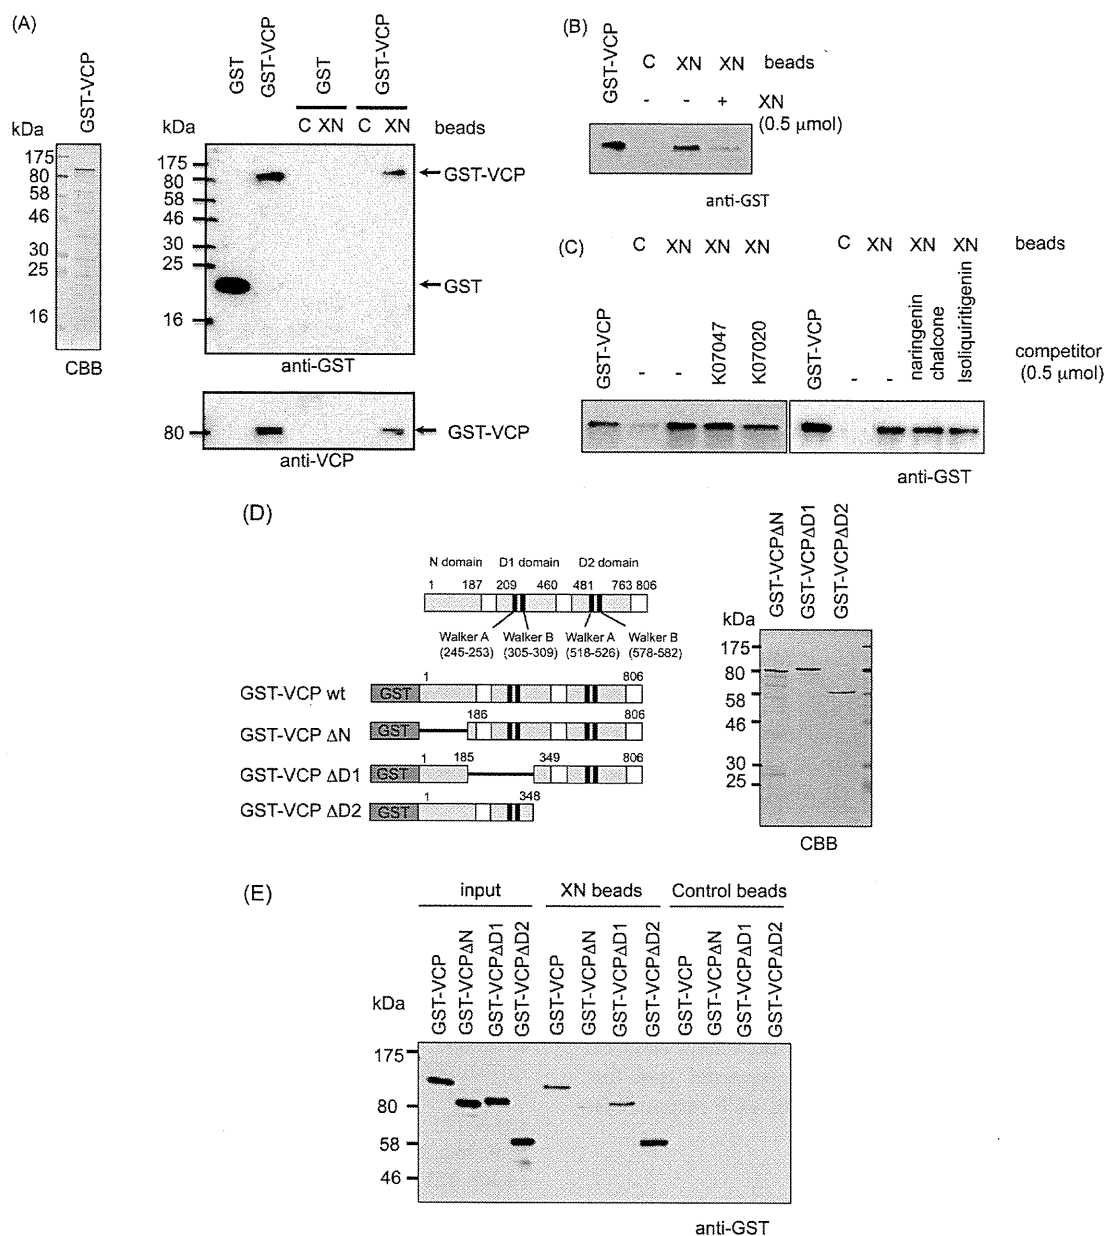 (A)
GST-VCP
kDa
175
80
58
46
30
25
16
CBB
GST
GST-VCP
GST
GST-VCP
kDa
C XN C XN beads
175
80
58
46
30
25
16
GST-VCP
GST
anti-GST
80
GST-VCP
anti-VCP
(B)
GST-VCP
C XN XN beads
- - + XN
(0.5 μmol)
anti-GST
(C)
C XN XN XN C XN XN XN beads
GST-VCP
- - K07047 K07020
GST-VCP
- - naringenin chalcone Isoliquiritigenin
competitor
(0.5 μmol)
anti-GST
(D)
N domain D1 domain D2 domain
1 187 209 460 481 763 806
Walker A Walker B Walker A Walker B
(245-253) (305-309) (518-526) (578-582)
1 806
GST-VCP wt GST
186 806
GST-VCP ΔN GST
1 185 349 806
GST-VCP ΔD1 GST
1 348
GST-VCP ΔD2 GST
GST-VCPΔN
GST-VCPΔD1
GST-VCPΔD2
kDa
175
80
58
46
30
25
CBB
(E)
input XN beads Control beads
GST-VCP
GST-VCPΔN
GST-VCPΔD1
GST-VCPΔD2
GST-VCP
GST-VCPΔN
GST-VCPΔD1
GST-VCPΔD2
GST-VCP
GST-VCPΔN
GST-VCPΔD1
GST-VCPΔD2
kDa
175
80
58
46
anti-GST